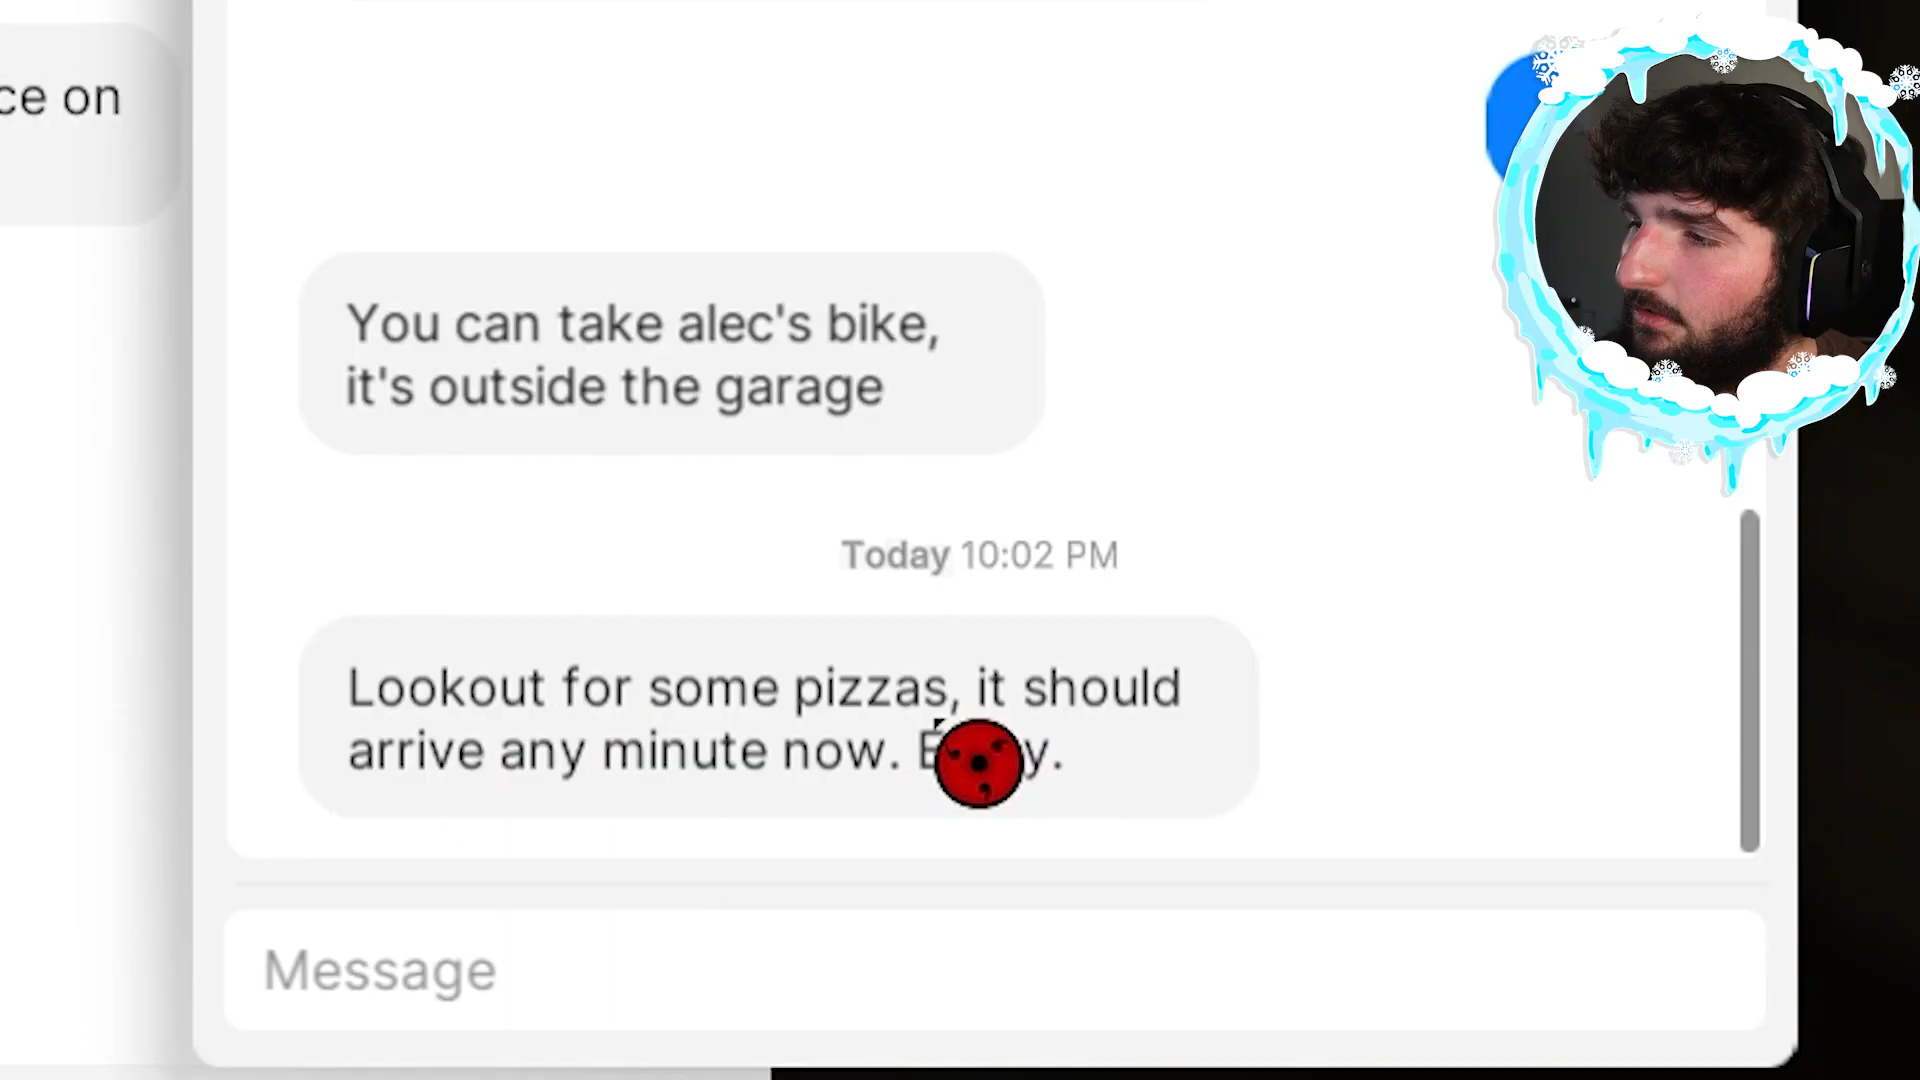 ce on
You can take alec's bike,
it's outside the garage
Today 10:02 PM
Lookout for some pizzas, it should
arrive any minute now.
Message